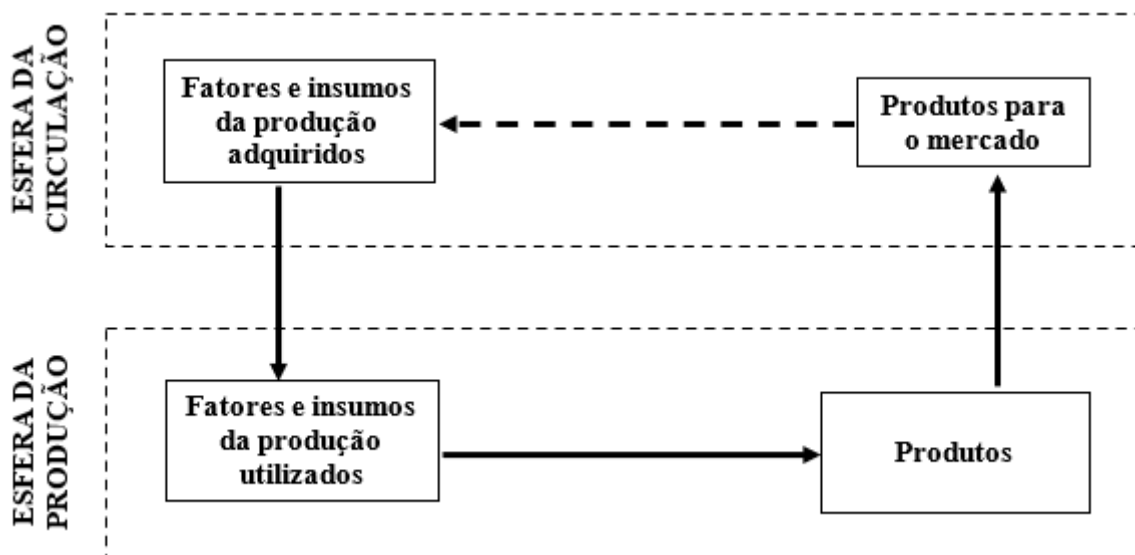 ESFERA DA
CIRCULAÇÃO
Fatores e insumos
da produção
adquiridos
Produtos para
o mercado
ESFERA DA
PRODUÇÃO
Fatores e insumos
da produção
utilizados
Produtos